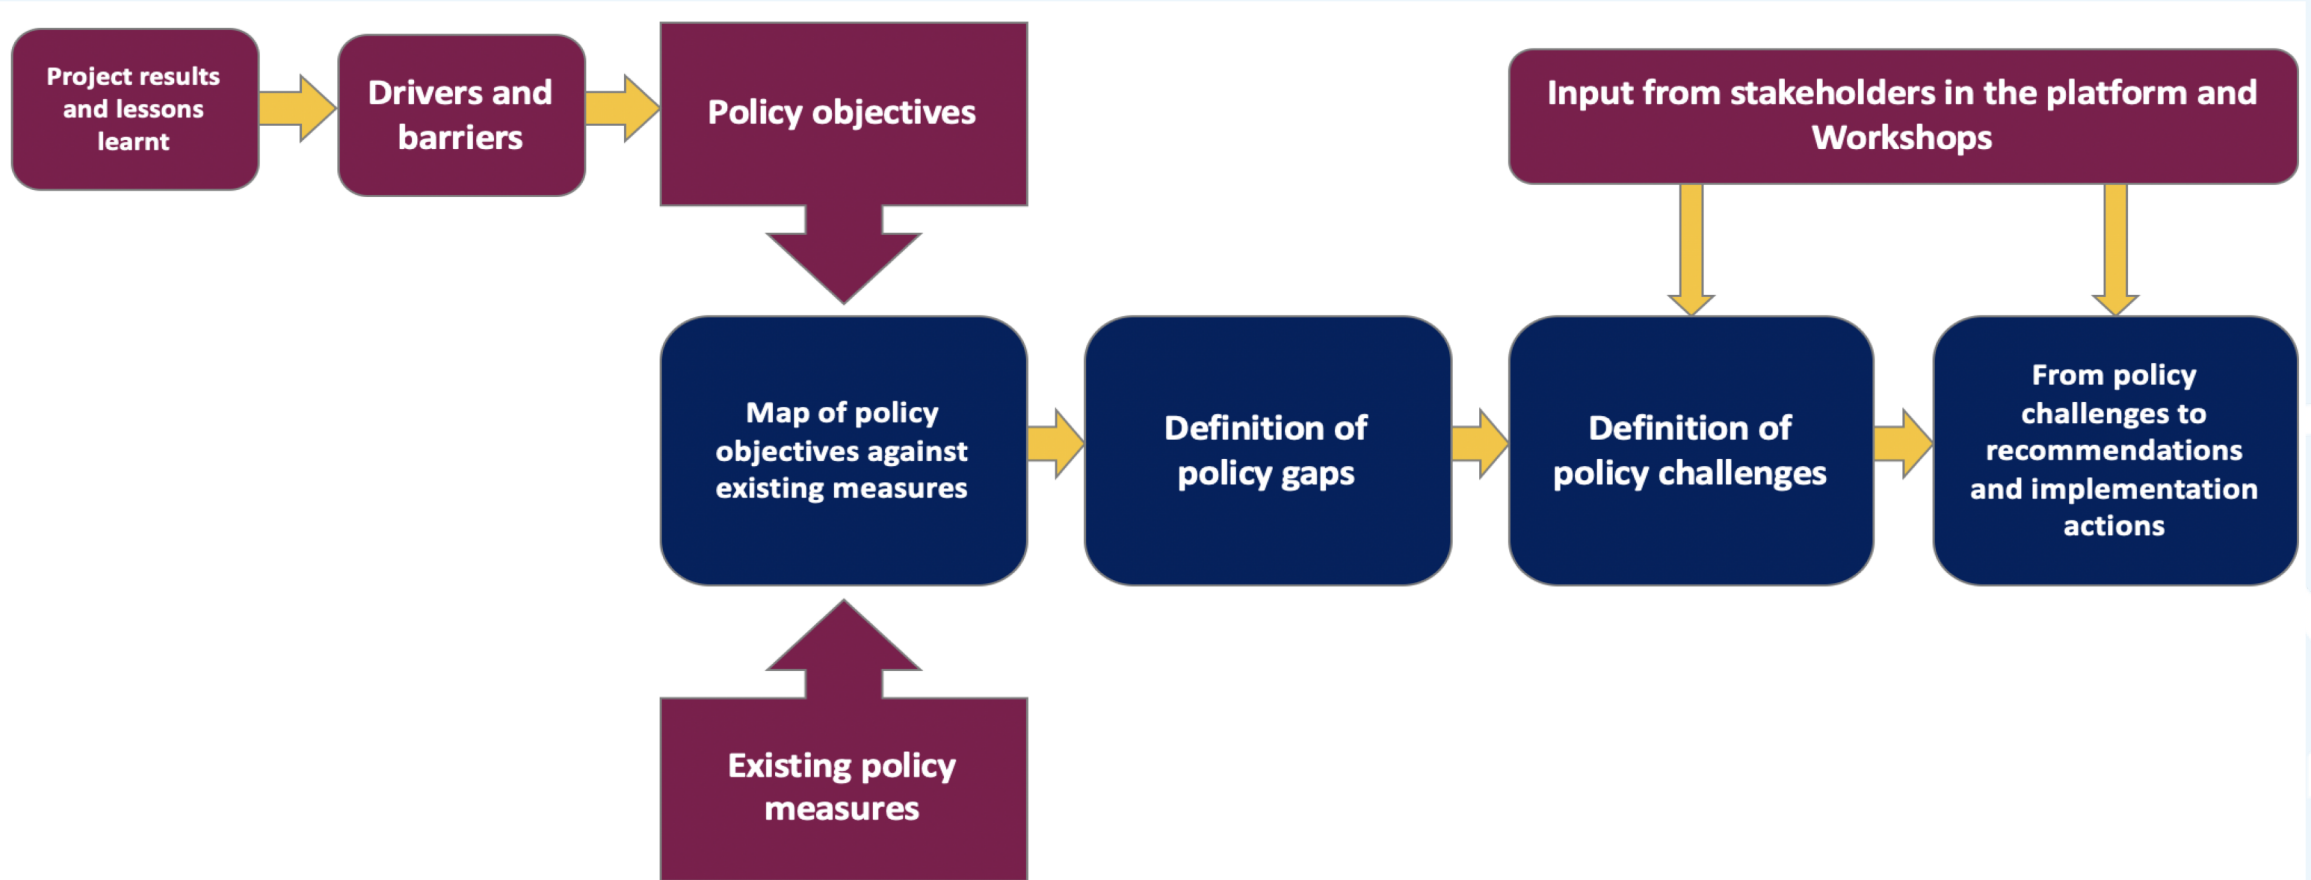 Project results
and lessons
learnt
Drivers and
barriers
Policy objectives
Input from stakeholders in the platform and
Workshops
Map of policy
objectives against
existing measures
Definition of
policy gaps
Definition of
policy challenges
From policy
challenges to
recommendations
and implementation
actions
Existing policy
measures